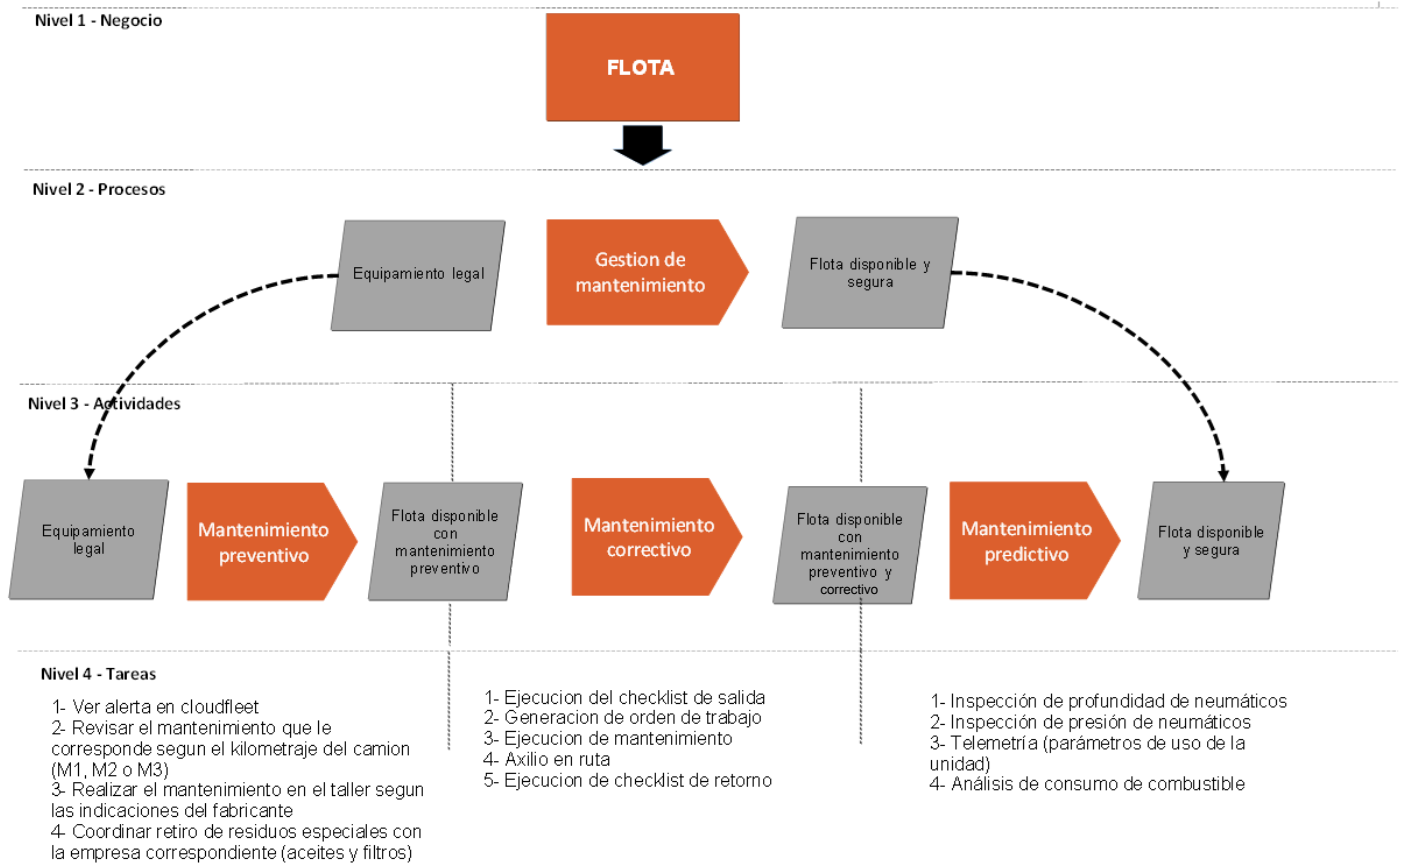 Nivel 1 - Negocio
FLOTA
Nivel 2 - Procesos
Equipamiento legal
Gestion de
mantenimiento
Flota disponible y
segura
Nivel 3 - Actividades
Equipamiento
legal
Mantenimiento
preventivo
Flota disponible
con
mantenimiento
preventivo
Mantenimiento
correctivo
Flota disponible
con
mantenimiento
preventivo y
correctivo
Mantenimiento
predictivo
Flota disponible
y segura
Nivel 4 - Tareas
1- Ver alerta en cloudfleet
2- Revisar el mantenimiento que le
corresponde segun el kilometraje del camion
(M1, M2 o M3)
3- Realizar el mantenimiento en el taller segun
las indicaciones del fabricante
4- Coordinar retiro de residuos especiales con
la empresa correspondiente (aceites y filtros)
1- Ejecucion del checklist de salida
2- Generacion de orden de trabajo
3- Ejecucion de mantenimiento
4- Axilio en ruta
5- Ejecucion de checklist de retorno
1- Inspección de profundidad de neumáticos
2- Inspección de presión de neumáticos
3- Telemetría (parámetros de uso de la
unidad)
4- Análisis de consumo de combustible